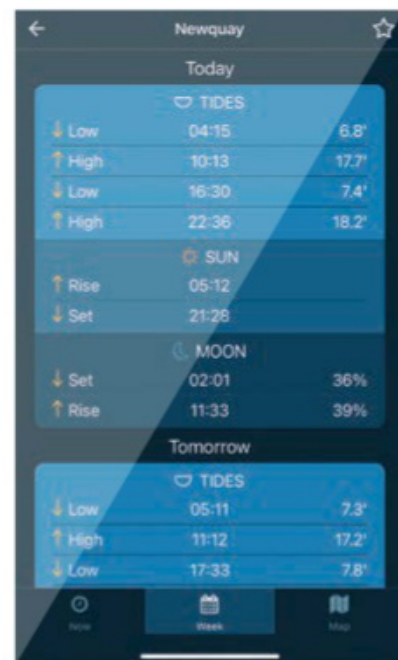 Newquay
Today
TIDES
Low 04:15 6.8'
High 10:13 17.7'
Low 16:30 7.4'
High 22:36 18.2'
SUN
Rise 05:12
Set 21:28
MOON
Set 02:01 36%
Rise 11:33 39%
Tomorrow
TIDES
Low 05:11 7.3'
High 11:12 17.2'
Low 17:33 7.8'
Now Week Map